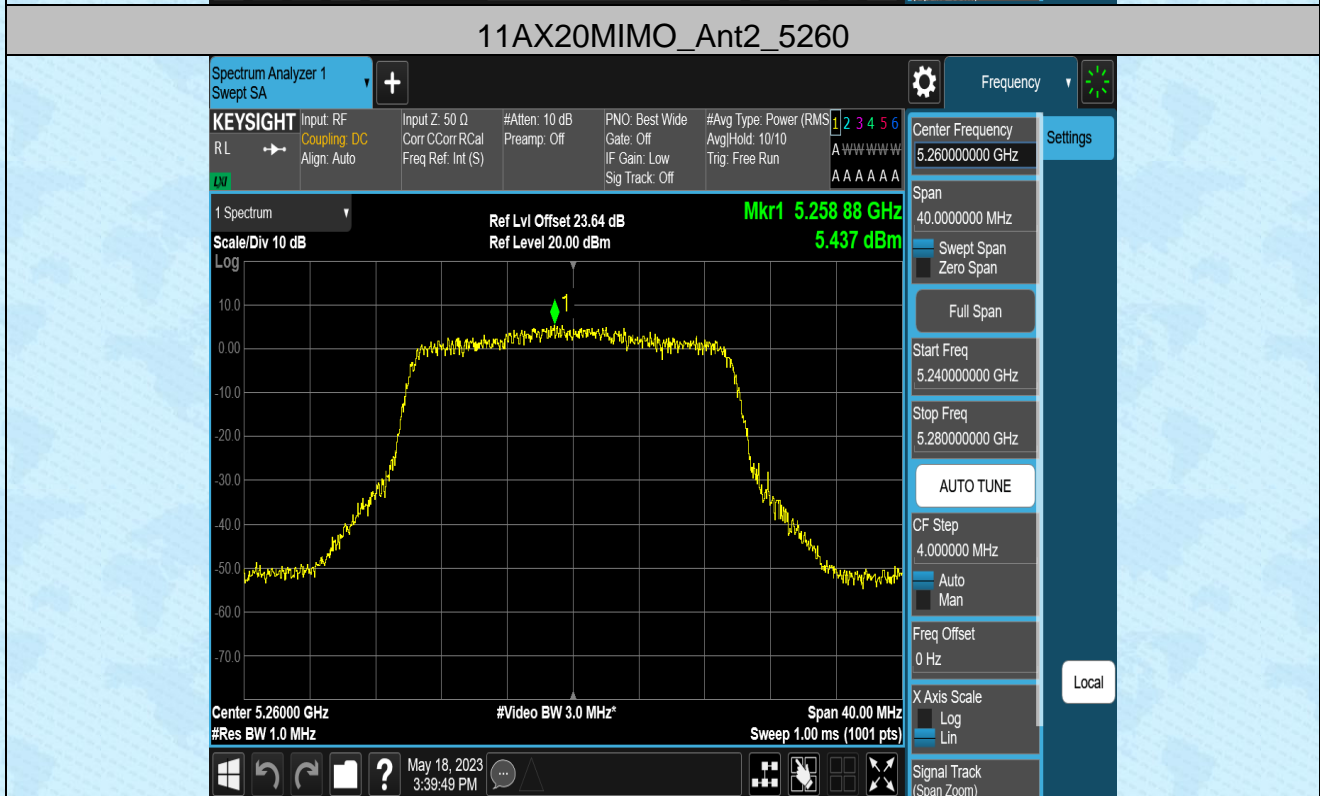 11AX20MIMO_Ant2_5260
Spectrum Analyzer 1
Swept SA
Frequency
KEYSIGHT
RL
LXI
Input: RF
Coupling: DC
Align: Auto
Input Z: 50 Ω
Corr CCorr RCal
Freq Ref: Int (S)
#Atten: 10 dB
Preamp: Off
PNO: Best Wide
Gate: Off
IF Gain: Low
Sig Track: Off
#Avg Type: Power (RMS
Avg|Hold: 10/10
Trig: Free Run
1 2 3 4 5 6
A W W W W W
A A A A A A
Center Frequency
5.260000000 GHz
Settings
Span
40.0000000 MHz
Swept Span
Zero Span
Full Span
Start Freq
5.240000000 GHz
Stop Freq
5.280000000 GHz
AUTO TUNE
CF Step
4.000000 MHz
Auto
Man
Freq Offset
0 Hz
X Axis Scale
Log
Lin
Signal Track
(Span Zoom)
Local
1 Spectrum
Scale/Div 10 dB
Log
Ref Lvl Offset 23.64 dB
Ref Level 20.00 dBm
Mkr1 5.258 88 GHz
5.437 dBm
1
10.0
0.00
-10.0
-20.0
-30.0
-40.0
-50.0
-60.0
-70.0
Center 5.26000 GHz
#Res BW 1.0 MHz
#Video BW 3.0 MHz*
Span 40.00 MHz
Sweep 1.00 ms (1001 pts)
May 18, 2023
3:39:49 PM